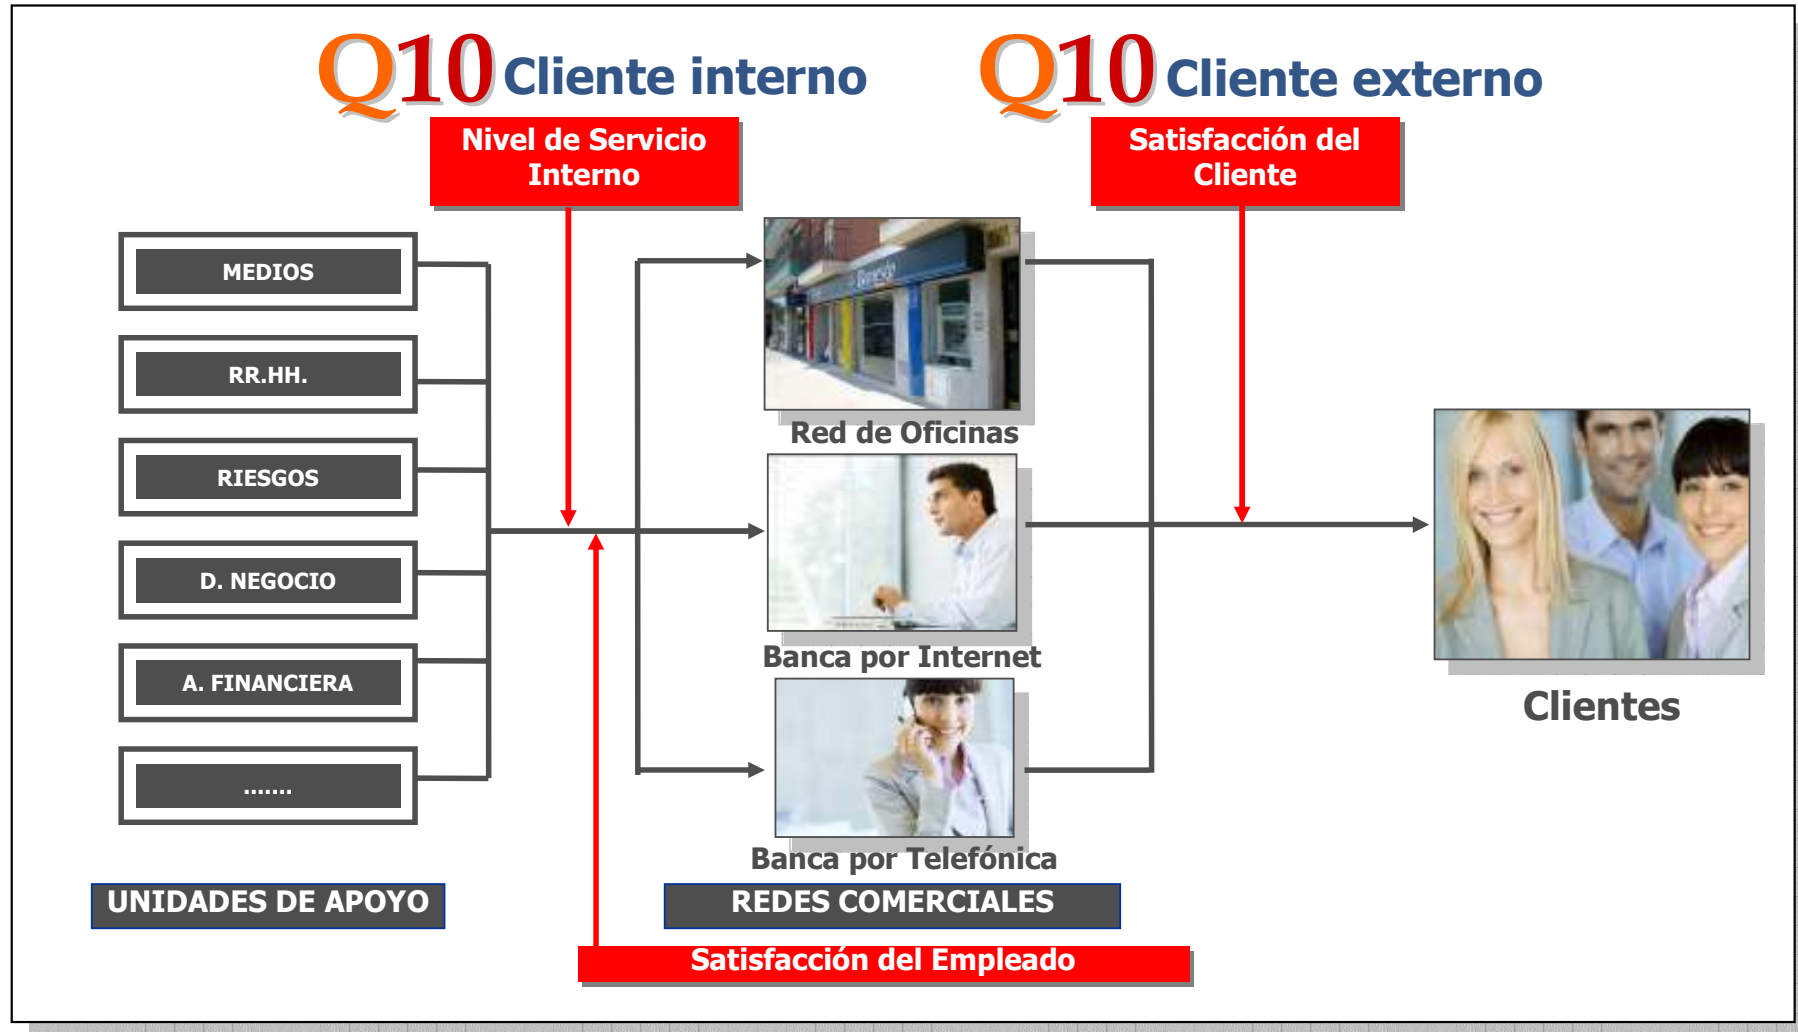 Q10 Cliente interno
Q10 Cliente externo
Nivel de Servicio
Interno
Satisfacción del
Cliente
MEDIOS
RR.HH.
RIESGOS
D. NEGOCIO
A. FINANCIERA
.......
UNIDADES DE APOYO
Banesto
Red de Oficinas
Banca por Internet
Banca por Telefónica
REDES COMERCIALES
Clientes
Satisfacción del Empleado